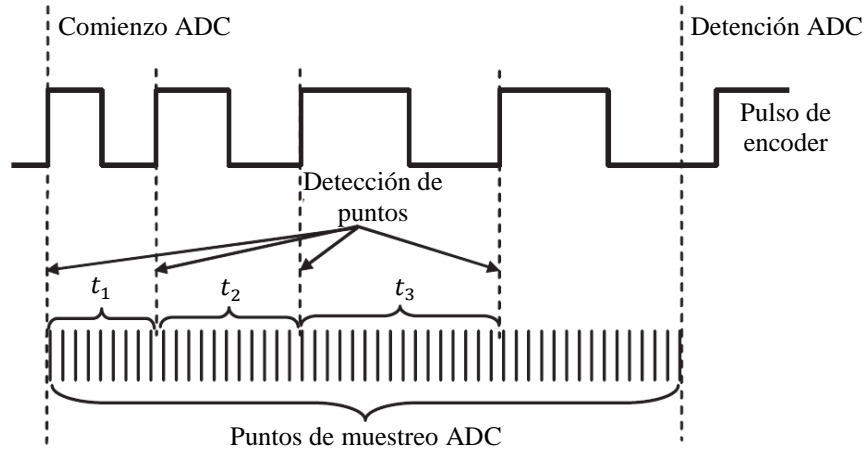 Comienzo ADC
Detención ADC
Pulso de
encoder
Detección de
puntos
t₁
t₂
t₃
Puntos de muestreo ADC